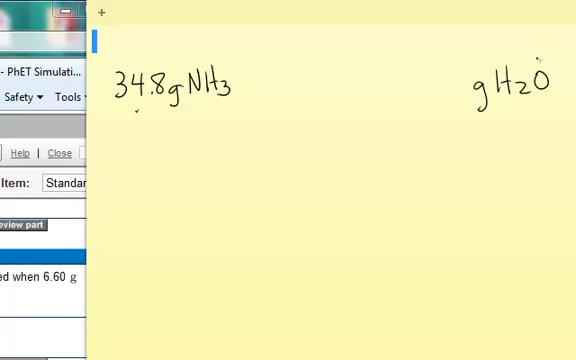 +
- PhET Simulati...
Safety Tools
34.8g NH3 g H2O
Help | Close
Item: Standar
eview part
ed when 6.60 g